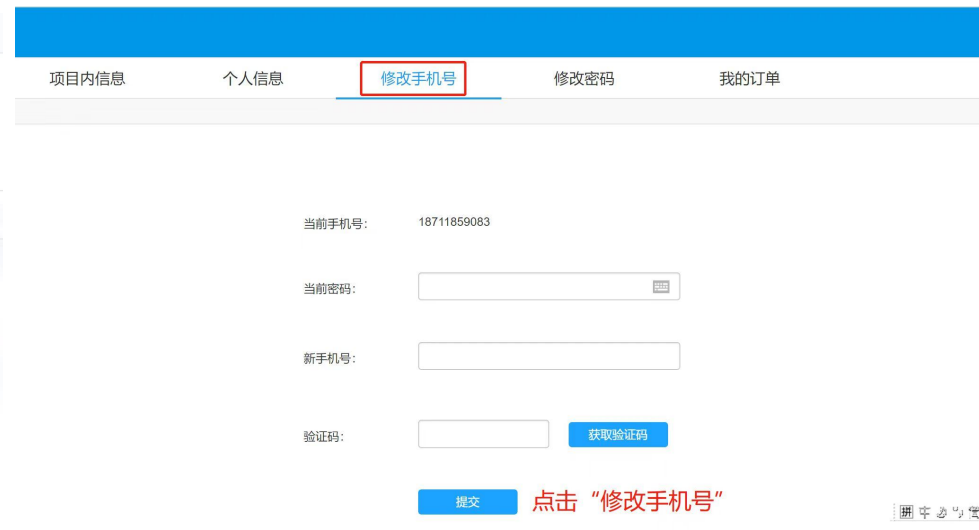 项目内信息 个人信息 修改手机号 修改密码 我的订单
当前手机号： 18711859083
当前密码：
新手机号：
验证码： 获取验证码
提交 点击“修改手机号”
拼